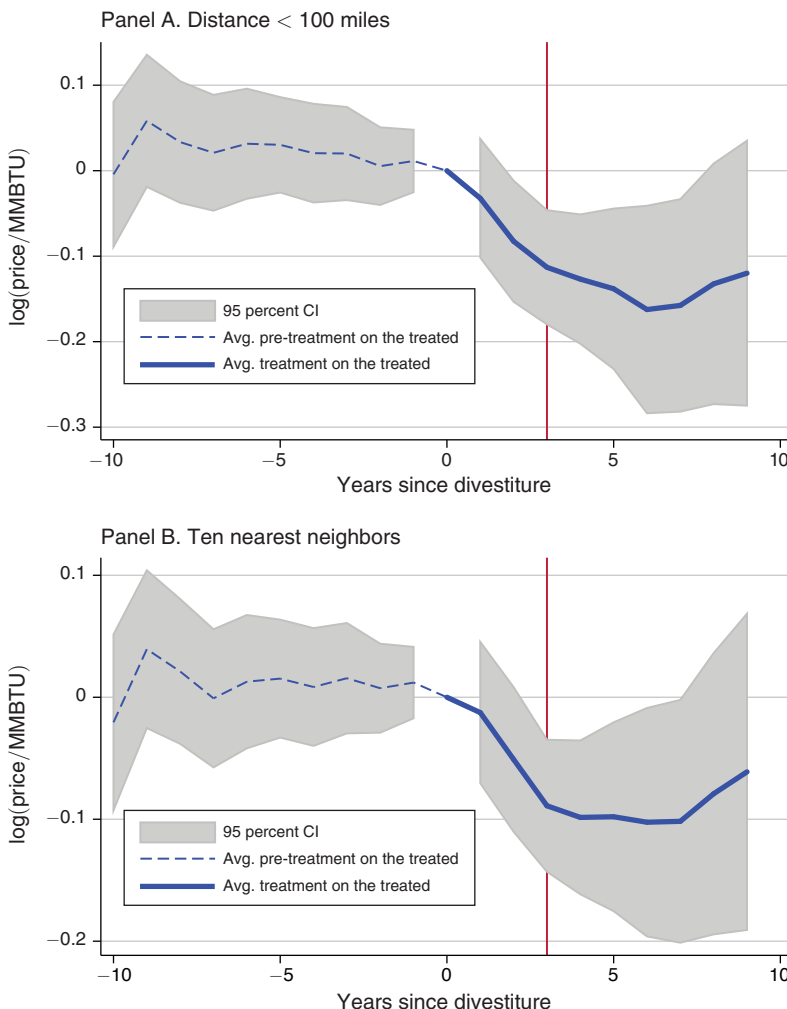 Panel A. Distance < 100 miles
log(price/MMBTU)
0.1
0
−0.1
−0.2
−0.3
95 percent CI
Avg. pre-treatment on the treated
Avg. treatment on the treated
−10
−5
0
5
10
Years since divestiture
Panel B. Ten nearest neighbors
log(price/MMBTU)
0.1
0
−0.1
−0.2
95 percent CI
Avg. pre-treatment on the treated
Avg. treatment on the treated
−10
−5
0
5
10
Years since divestiture